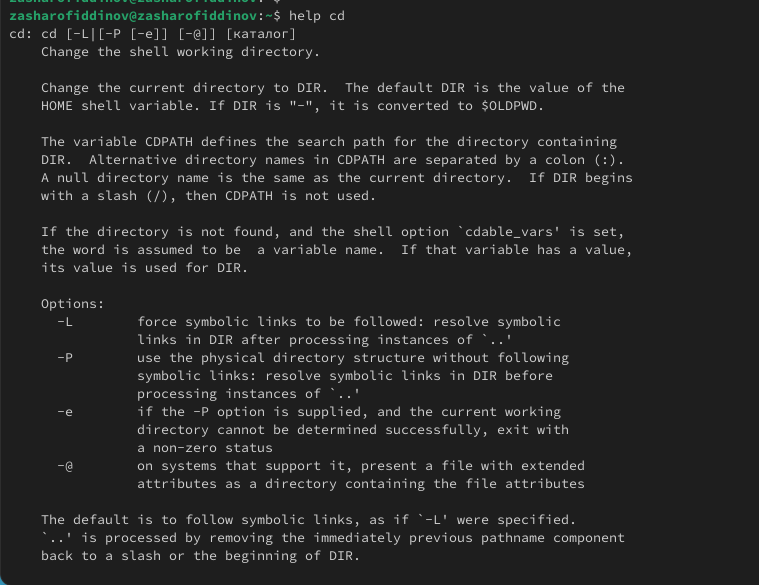 zasharofiddinov@zasharofiddinov:~$ help cd
cd: cd [-L|[-P [-e]] [-@]] [каталог]
    Change the shell working directory.

    Change the current directory to DIR.  The default DIR is the value of the
    HOME shell variable. If DIR is "-", it is converted to $OLDPWD.

    The variable CDPATH defines the search path for the directory containing
    DIR.  Alternative directory names in CDPATH are separated by a colon (:).
    A null directory name is the same as the current directory.  If DIR begins
    with a slash (/), then CDPATH is not used.

    If the directory is not found, and the shell option `cdable_vars' is set,
    the word is assumed to be  a variable name.  If that variable has a value,
    its value is used for DIR.

    Options:
      -L        force symbolic links to be followed: resolve symbolic
                links in DIR after processing instances of `..'
      -P        use the physical directory structure without following
                symbolic links: resolve symbolic links in DIR before
                processing instances of `..'
      -e        if the -P option is supplied, and the current working
                directory cannot be determined successfully, exit with
                a non-zero status
      -@        on systems that support it, present a file with extended
                attributes as a directory containing the file attributes

    The default is to follow symbolic links, as if `-L' were specified.
    `..' is processed by removing the immediately previous pathname component
    back to a slash or the beginning of DIR.